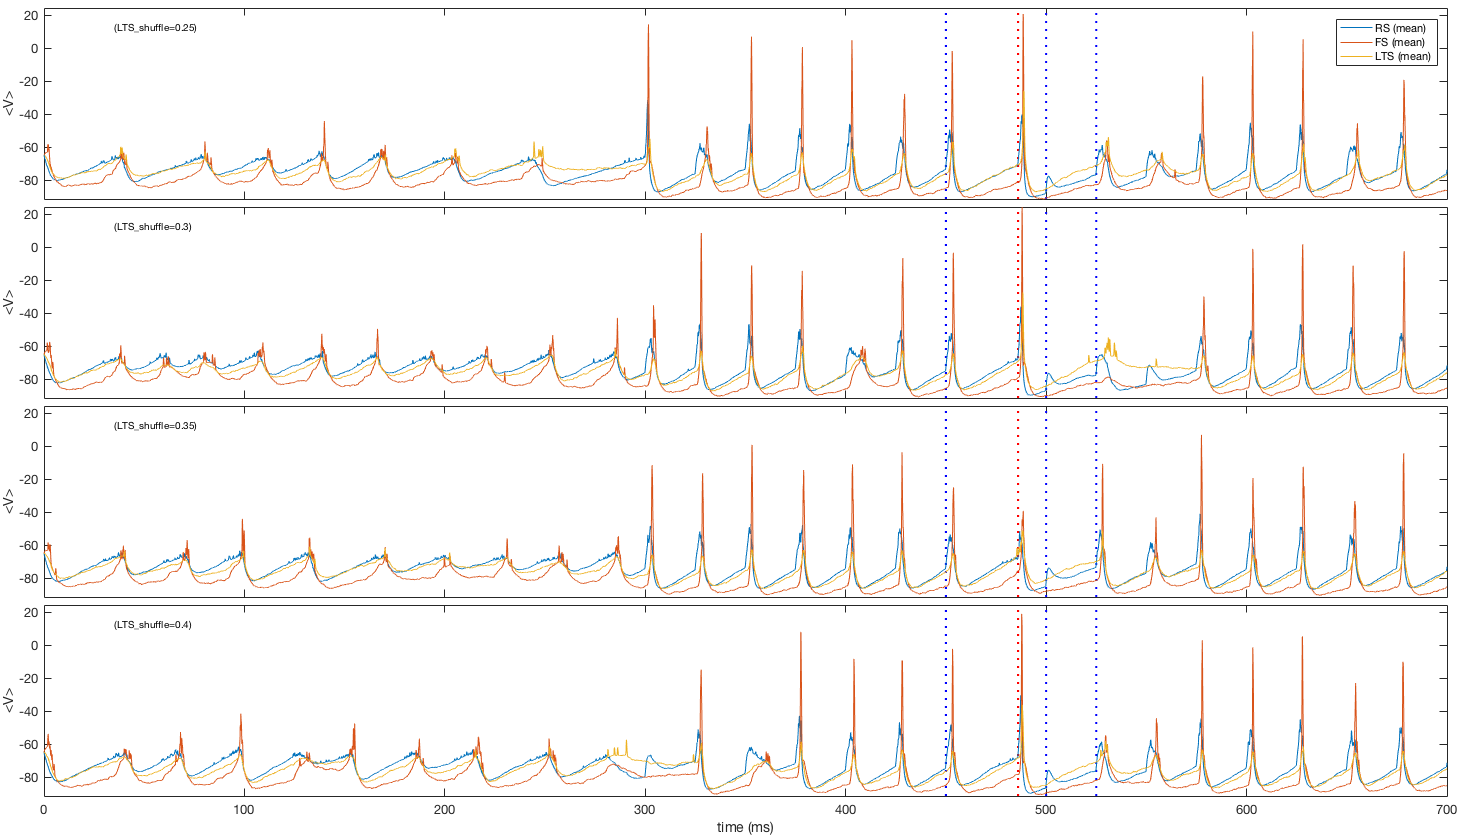 (LTS_shuffle=0.25)
RS (mean)
FS (mean)
LTS (mean)
20
0
-20
-40
-60
-80
<V>
(LTS_shuffle=0.3)
20
0
-20
-40
-60
-80
<V>
(LTS_shuffle=0.35)
20
0
-20
-40
-60
-80
<V>
(LTS_shuffle=0.4)
20
0
-20
-40
-60
-80
<V>
0 100 200 300 400 500 600 700
time (ms)